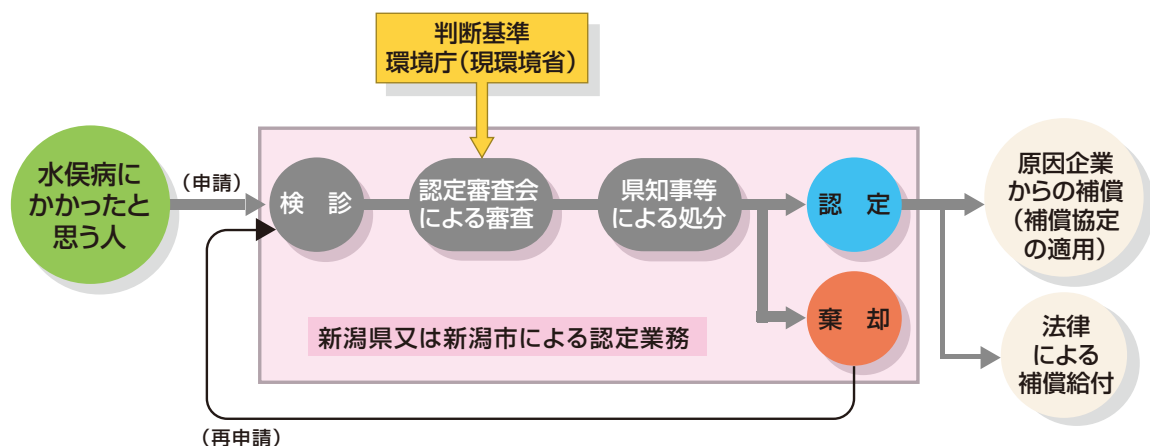 判断基準
環境庁(現環境省)
水俣病に
かかったと
思う人
(申請)
検 診
認定審査会
による審査
県知事等
による処分
認 定
棄 却
原因企業
からの補償
(補償協定
の適用)
法律
による
補償給付
新潟県又は新潟市による認定業務
(再申請)